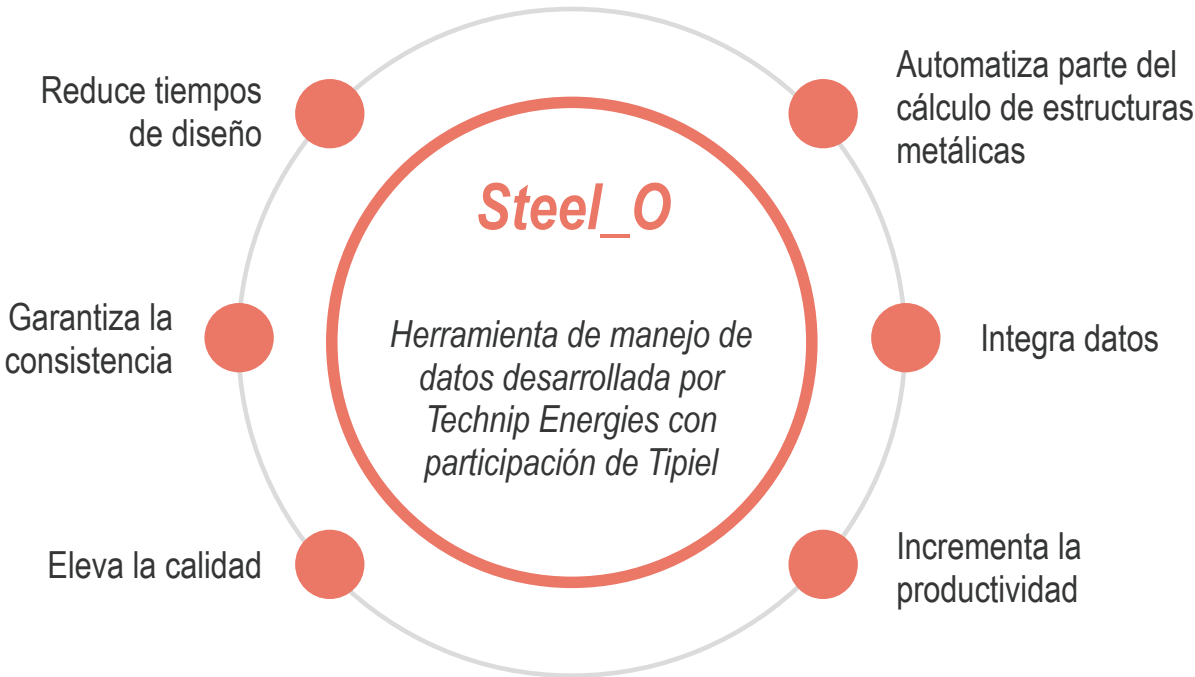 Reduce tiempos
de diseño
Automatiza parte del
cálculo de estructuras
metálicas
Steel_O
Herramienta de manejo de
datos desarrollada por
Technip Energies con
participación de Tipiel
Garantiza la
consistencia
Integra datos
Eleva la calidad
Incrementa la
productividad